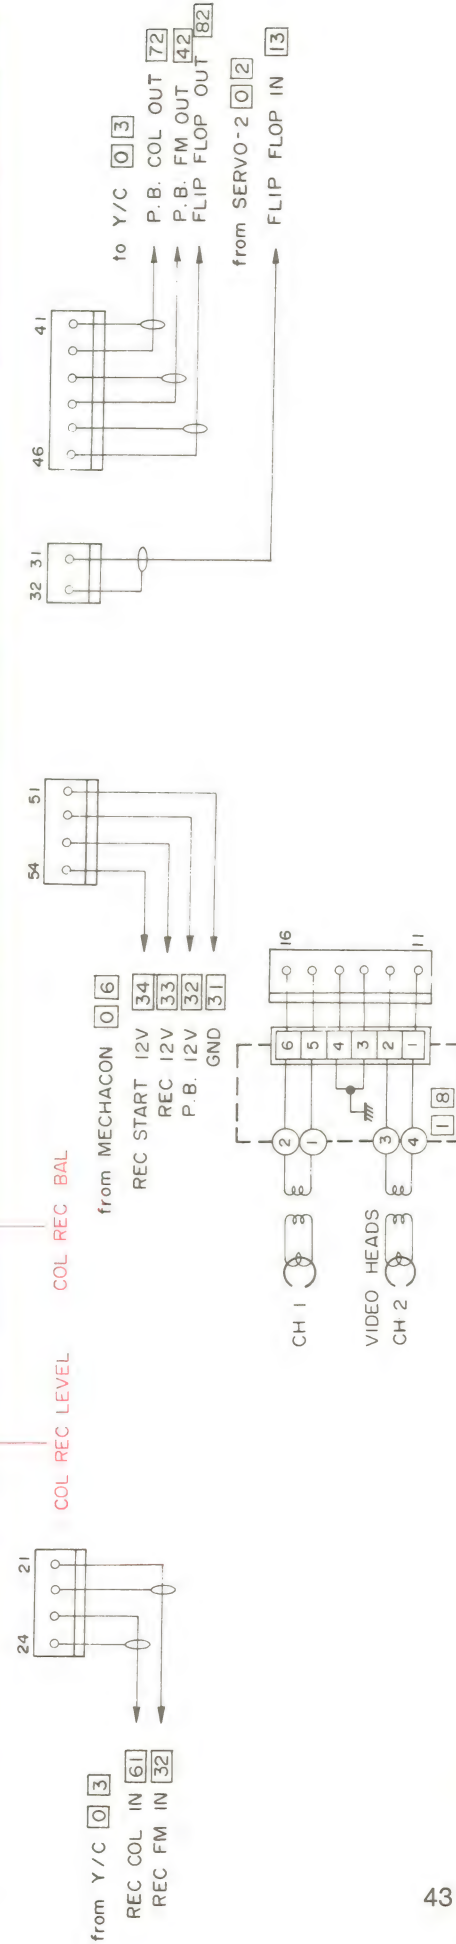 from Y/C 0 3
REC COL IN 61
REC FM IN 32
24 21
COL REC LEVEL
COL REC BAL
from MECHACON 0 6
REC START 12V 34
REC 12V 33
P.B. 12V 32
GND 31
54 51
CH 1
VIDEO HEADS
CH 2
2
1
3
4
6
5
4
3
2
1
16
11
1 8
32 31
46 41
to Y/C 0 3
P.B. COL OUT 72
P.B. FM OUT 42
FLIP FLOP OUT 82
from SERVO-2 0 2
FLIP FLOP IN 13
43